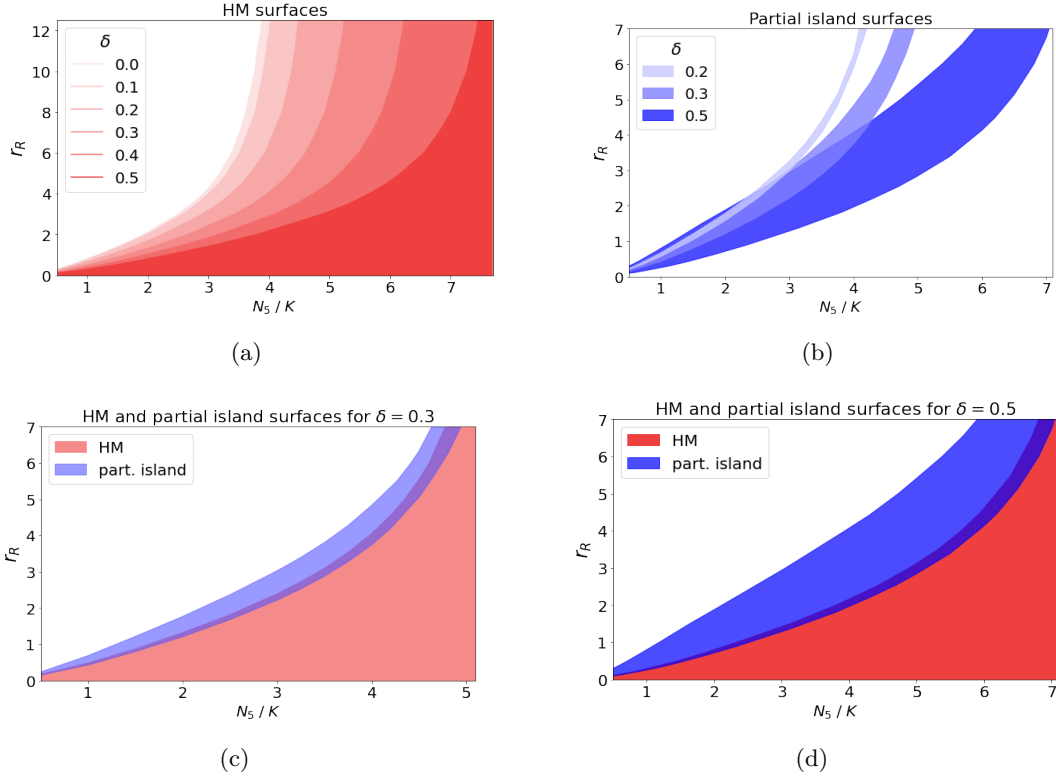 HM surfaces
δ
0.0
0.1
0.2
0.3
0.4
0.5
r_R
12
10
8
6
4
2
0
1 2 3 4 5 6 7
N_5 / K
(a)
Partial island surfaces
δ
0.2
0.3
0.5
r_R
7
6
5
4
3
2
1
0
1 2 3 4 5 6 7
N_5 / K
(b)
HM and partial island surfaces for δ = 0.3
HM
part. island
r_R
7
6
5
4
3
2
1
0
1 2 3 4 5
N_5 / K
(c)
HM and partial island surfaces for δ = 0.5
HM
part. island
r_R
7
6
5
4
3
2
1
0
1 2 3 4 5 6 7
N_5 / K
(d)